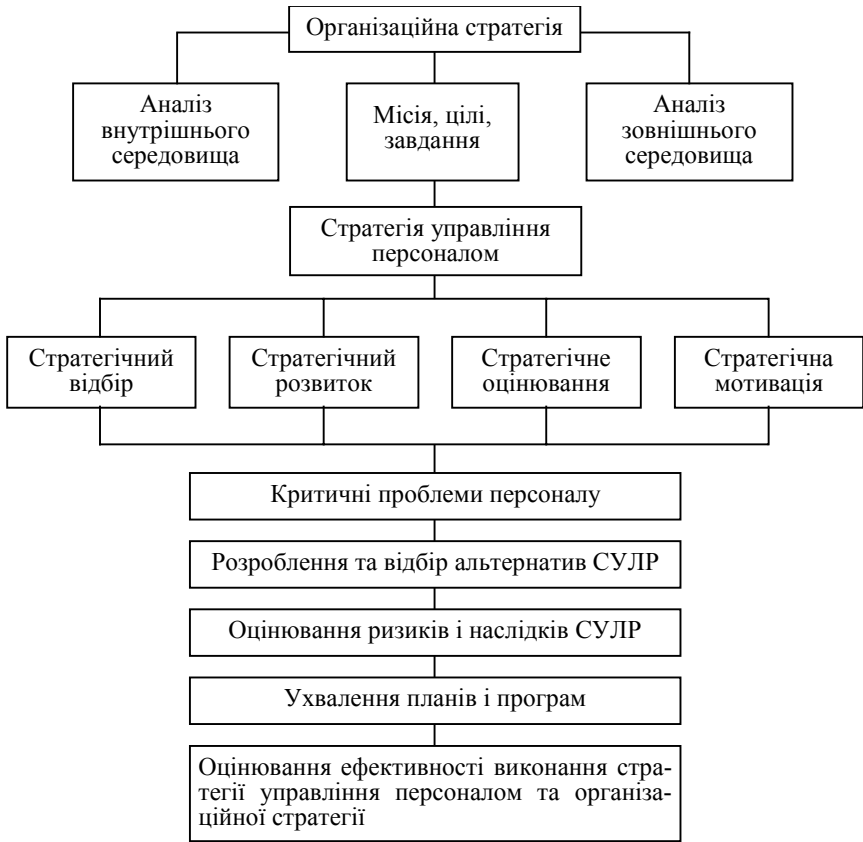 Організаційна стратегія
Аналіз
внутрішнього
середовища
Місія, цілі,
завдання
Аналіз
зовнішнього
середовища
Стратегія управління
персоналом
Стратегічний
відбір
Стратегічний
розвиток
Стратегічне
оцінювання
Стратегічна
мотивація
Критичні проблеми персоналу
Розроблення та відбір альтернатив СУЛР
Оцінювання ризиків і наслідків СУЛР
Ухвалення планів і програм
Оцінювання ефективності виконання стра-
тегії управління персоналом та організа-
ційної стратегії